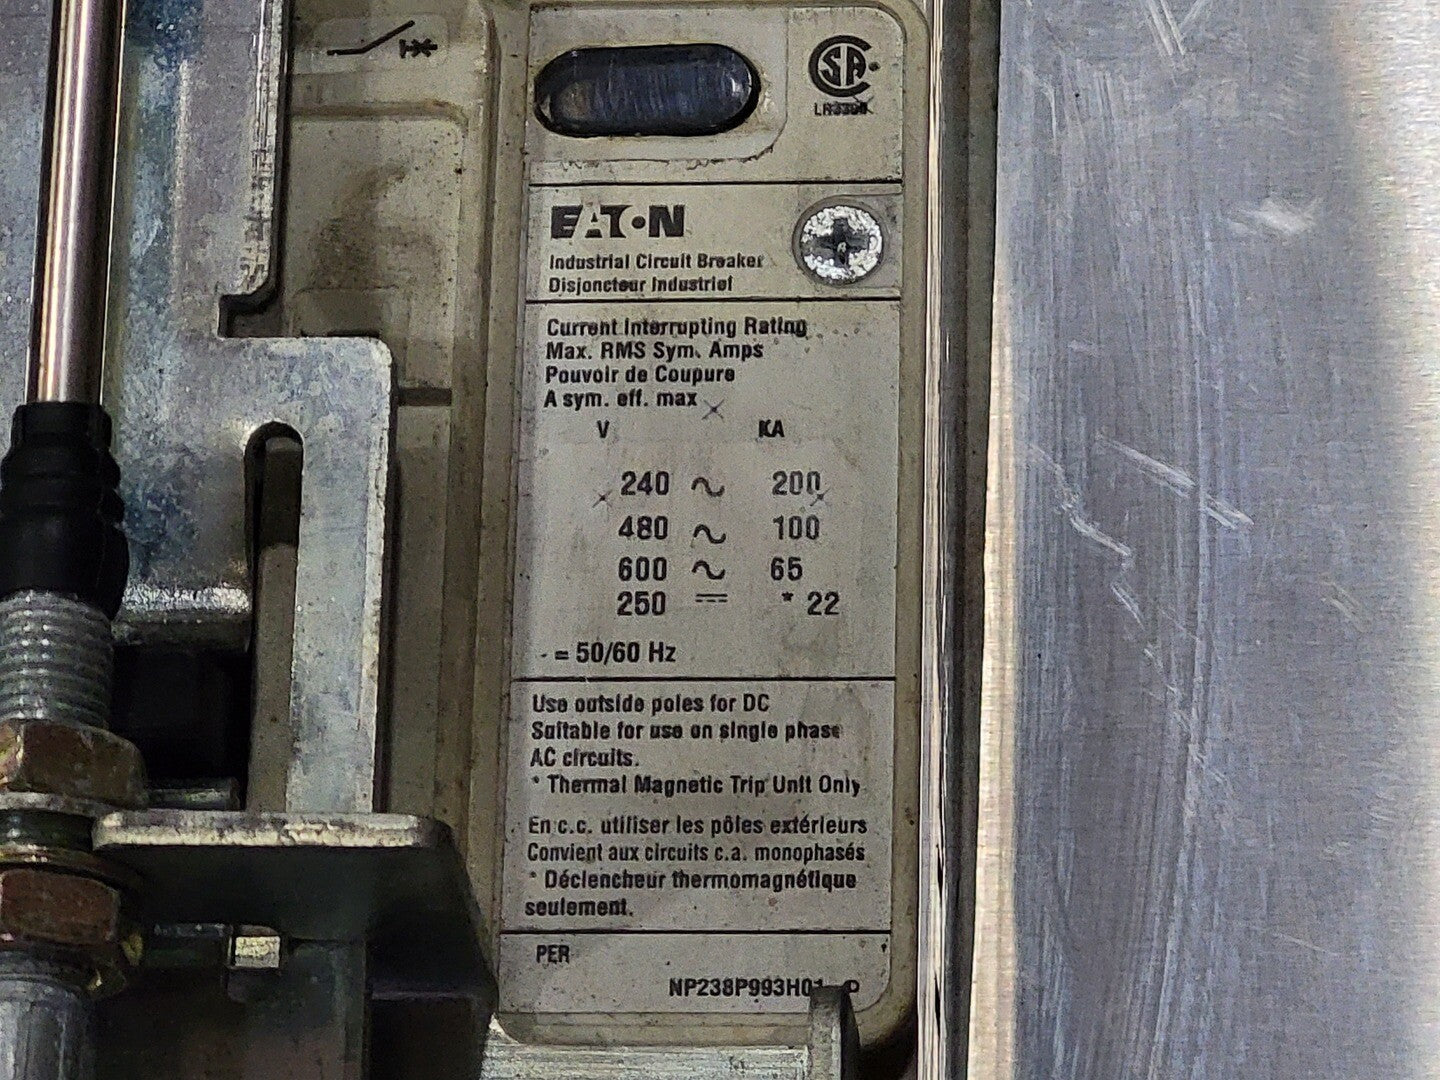 CSA
EATON
Industrial Circuit Breaker
Disjoncteur Industriel
Current Interrupting Rating
Max. RMS Sym. Amps
Pouvoir de Coupure
A sym. eff. max
V KA
240 ~ 200
480 ~ 100
600 ~ 65
250 ⎓ * 22
= 50/60 Hz
Use outside poles for DC
Suitable for use on single phase
AC circuits.
* Thermal Magnetic Trip Unit Only
En c.c. utiliser les pôles extérieurs
Convient aux circuits c.a. monophasés
* Déclencheur thermomagnétique
seulement.
PER
NP238P993H01